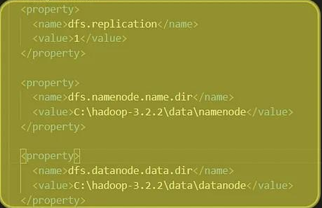 <property>
<name>dfs.replication</name>
<value>1</value>
</property>
<property>
<name>dfs.namenode.name.dir</name>
<value>C:\hadoop-3.2.2\data\namenode</value>
</property>
<property>
<name>dfs.datanode.data.dir</name>
<value>C:\hadoop-3.2.2\data\datanode</value>
</property>